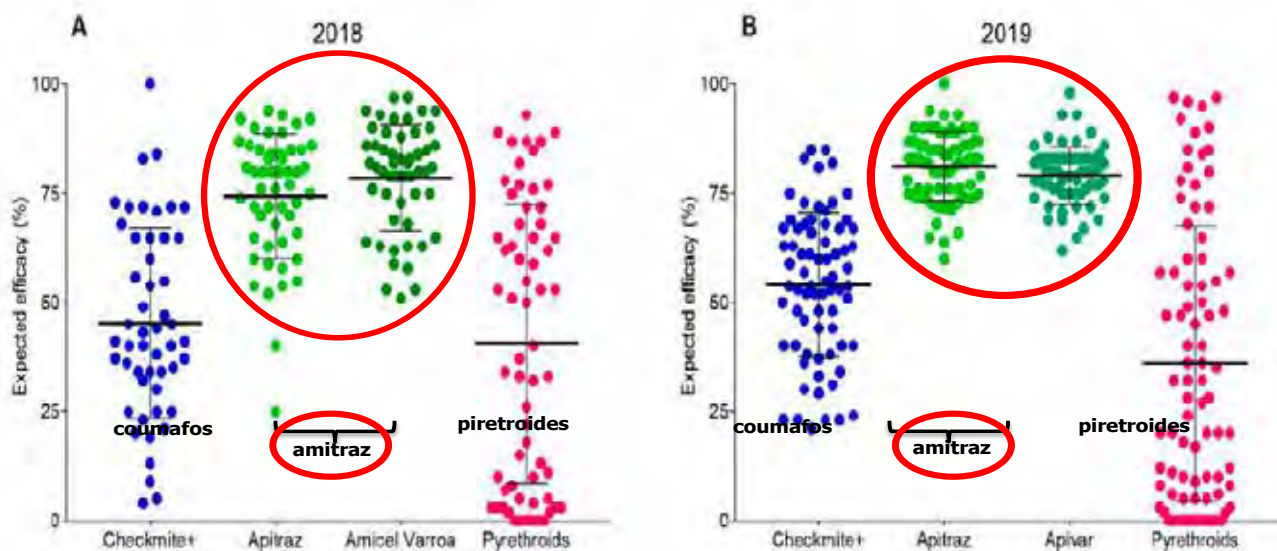 A
2018
Expected efficacy (%)
100
75
50
25
0
coumafos
amitraz
piretroides
Checkmite+
Apitraz
Amicel Varroa
Pyrethroids
B
2019
Expected efficacy (%)
100
75
50
25
0
coumafos
amitraz
piretroides
Checkmite+
Apitraz
Apivar
Pyrethroids